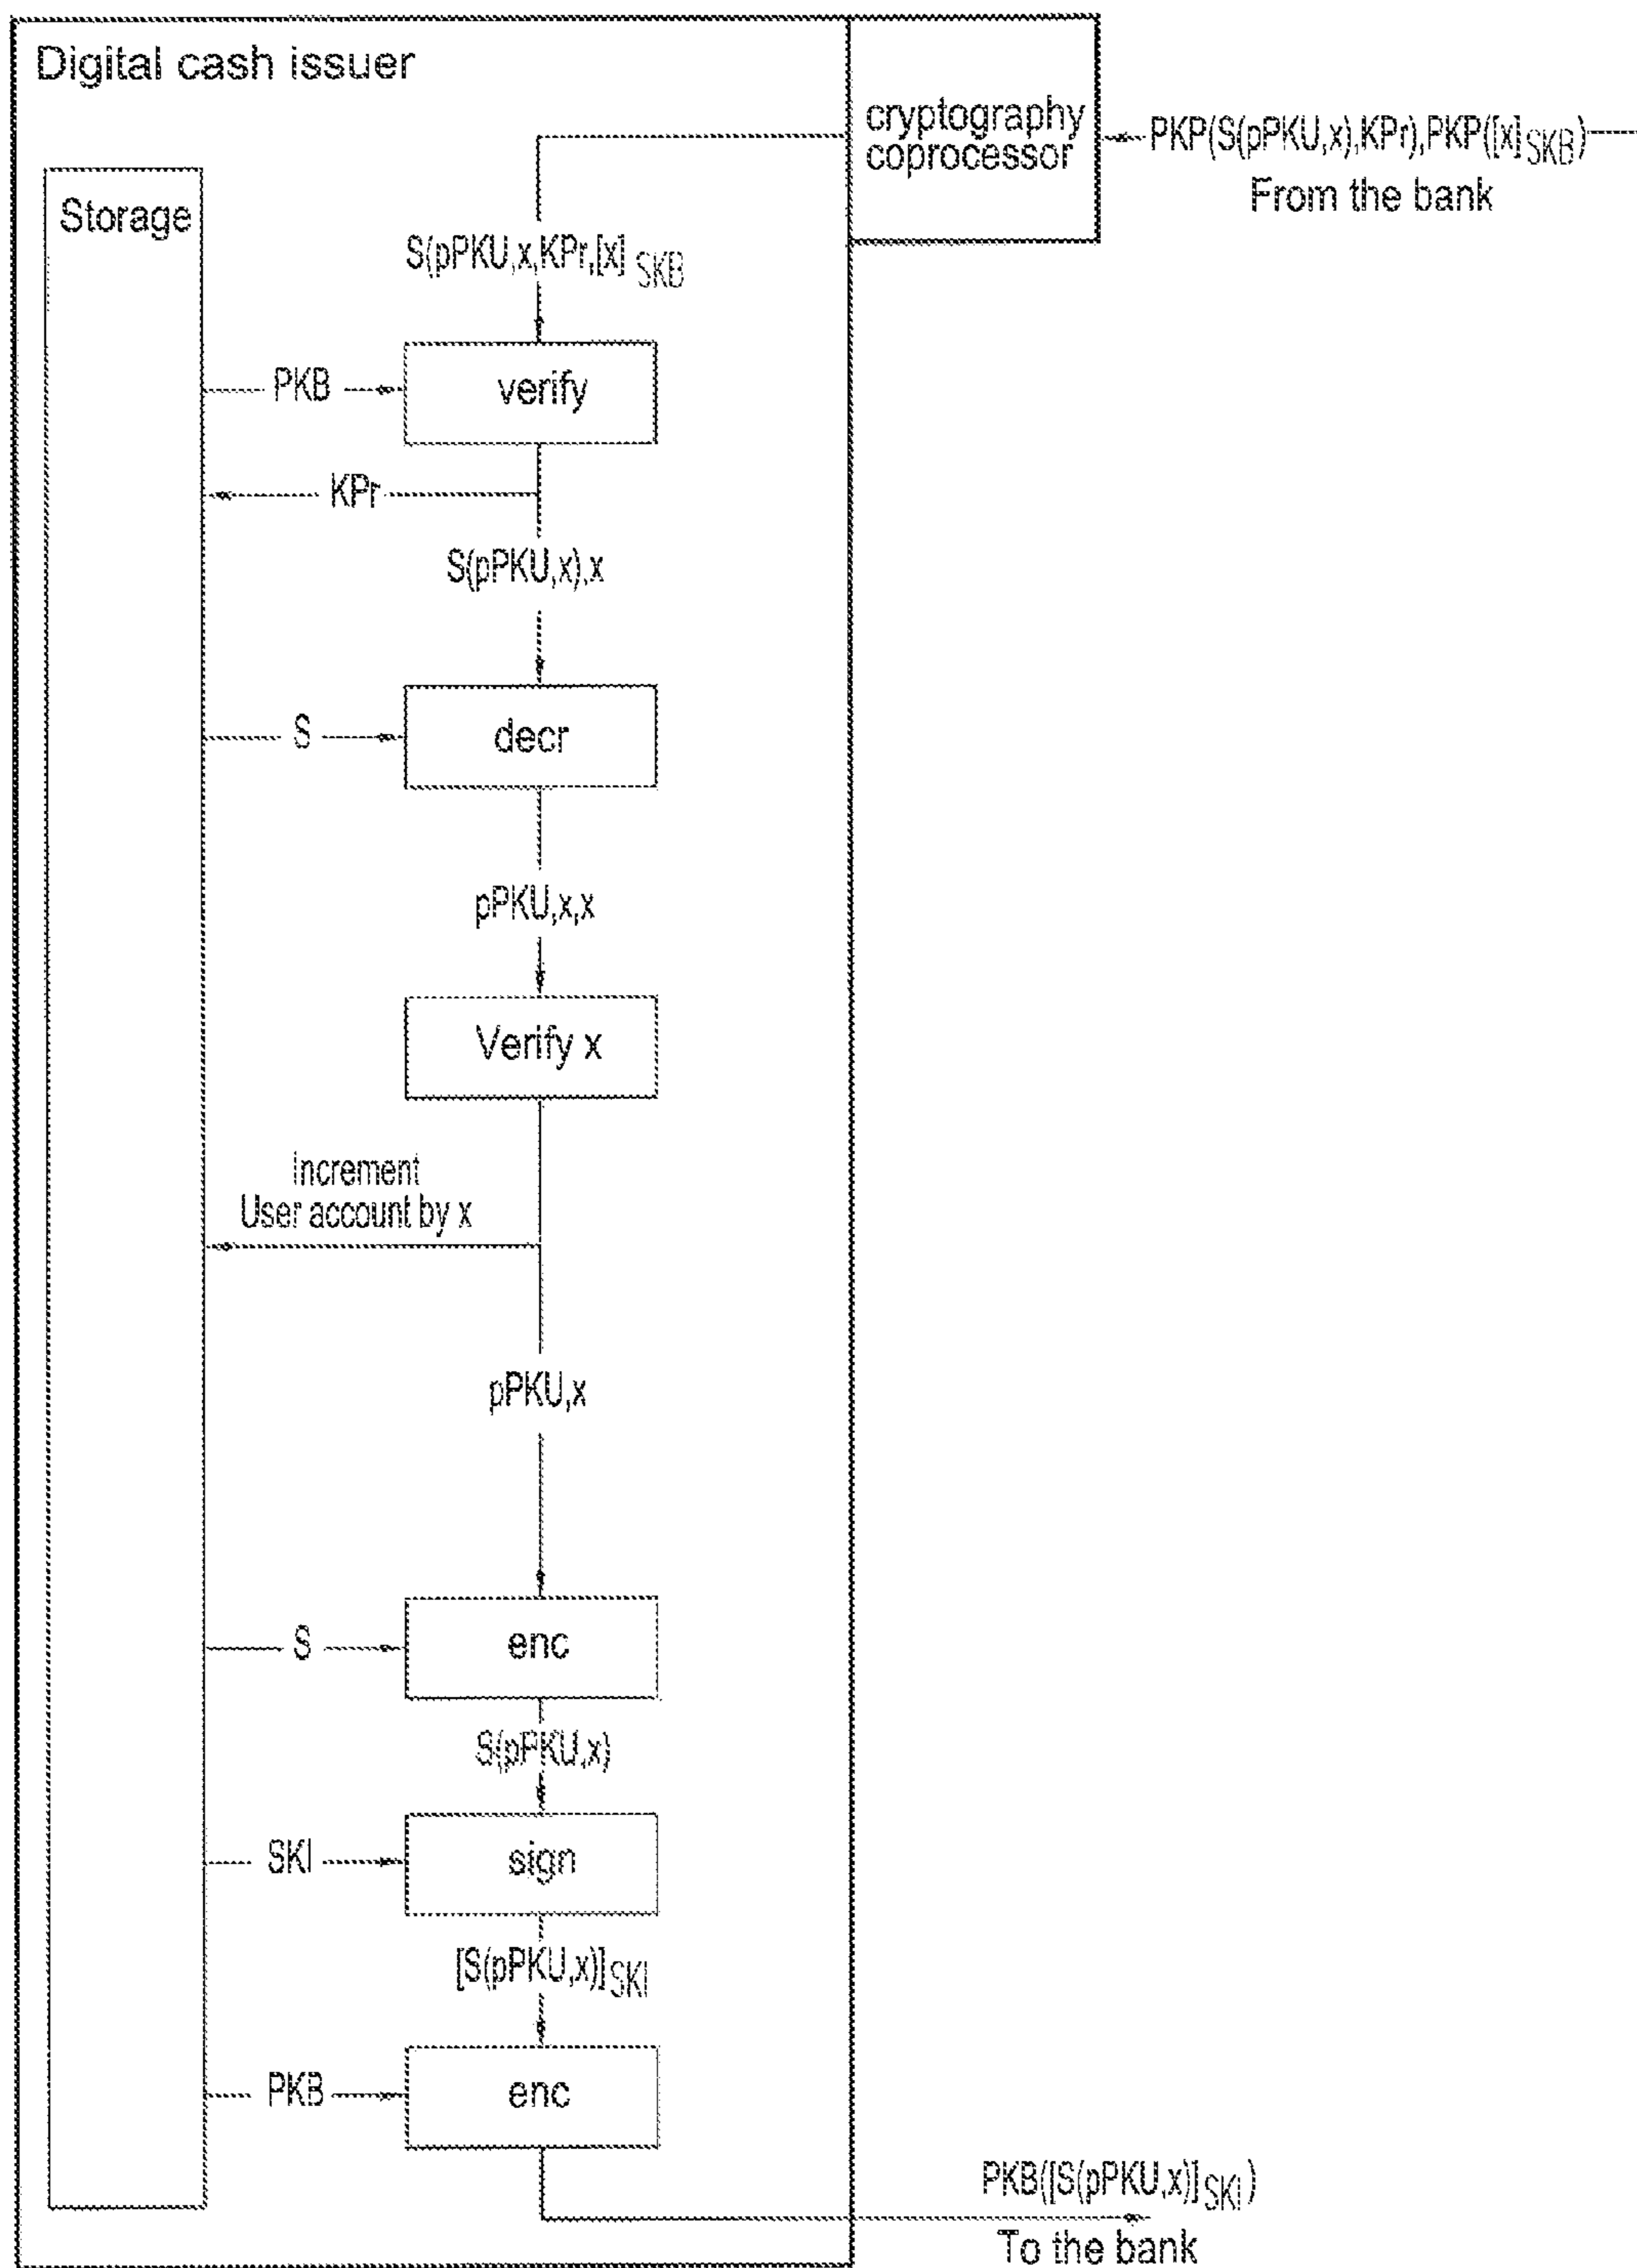 Digital cash issuer
cryptography
coprocessor
PKP(S(pPKU,x),KPr),PKP([x]SKB)
From the bank
Storage
S(pPKU,x,KPr,[x] SKB
PKB
verify
KPr
S(pPKU,x),x
S
decr
pPKU,x,x
Verify x
increment
User account by x
pPKU,x
S
enc
S(pPKU,x)
SKI
sign
[S(pPKU,x)]SKI
PKB
enc
PKB([S(pPKU,x)]SKI)
To the bank